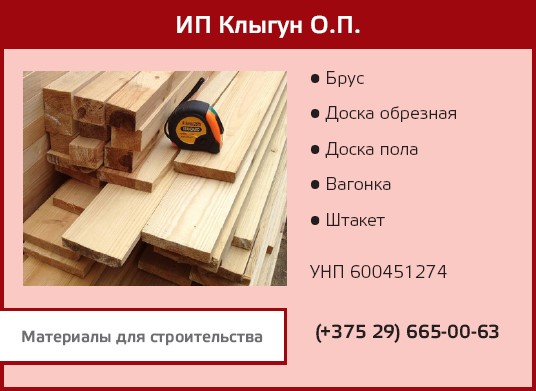 ИП Клыгун О.П.
● Брус
● Доска обрезная
● Доска пола
● Вагонка
● Штакет
УНП 600451274
Материалы для строительства
(+375 29) 665-00-63